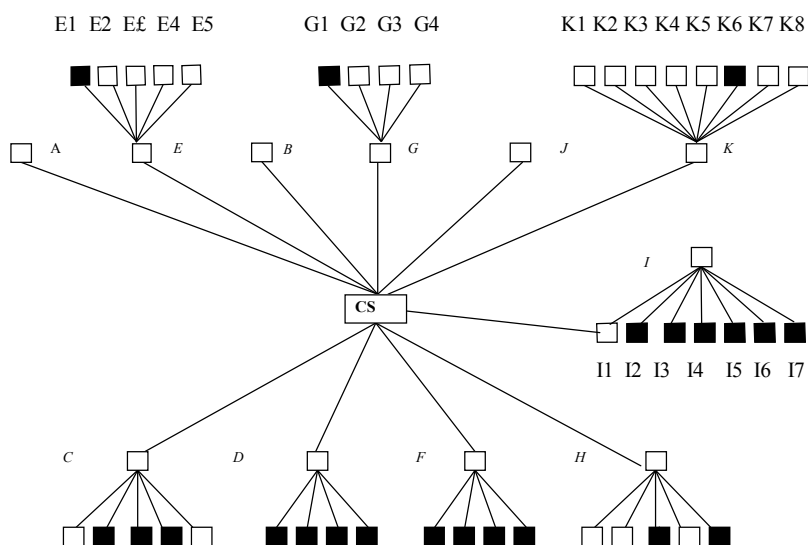 E1 E2 E£ E4 E5 G1 G2 G3 G4 K1 K2 K3 K4 K5 K6 K7 K8
A E B G J K
I
CS
I1 I2 I3 I4 I5 I6 I7
C D F H